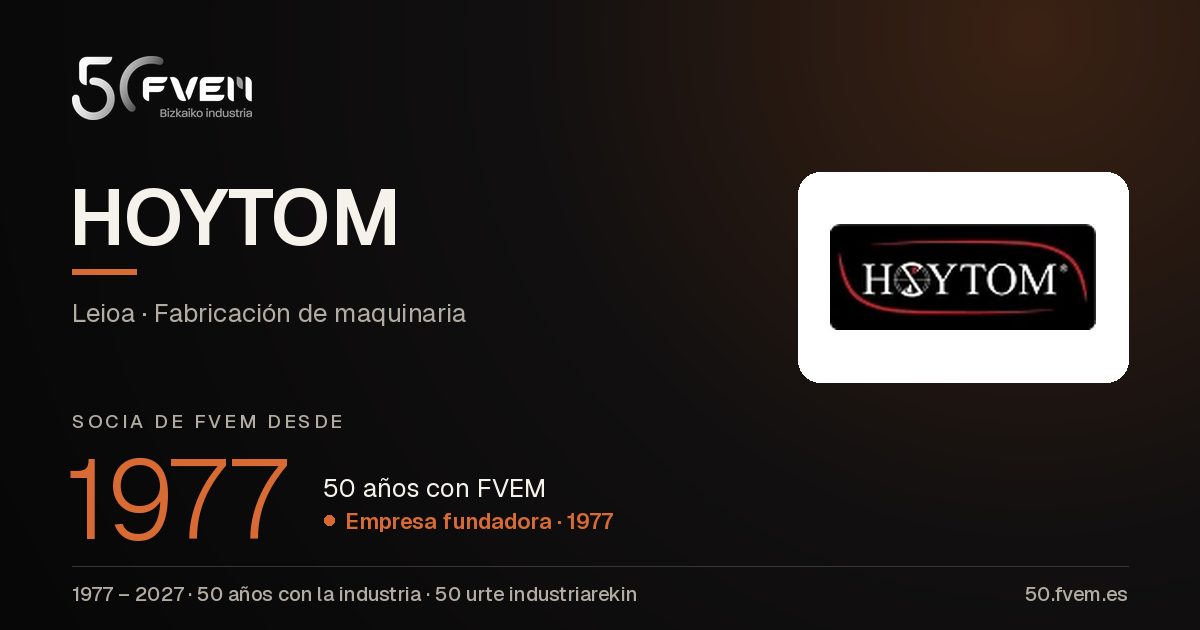 50 FVEM
Bizkaiko industria
HOYTOM
Leioa · Fabricación de maquinaria
HOYTOM®
SOCIA DE FVEM DESDE
1977
50 años con FVEM
Empresa fundadora · 1977
1977 – 2027 · 50 años con la industria · 50 urte industriarekin
50.fvem.es